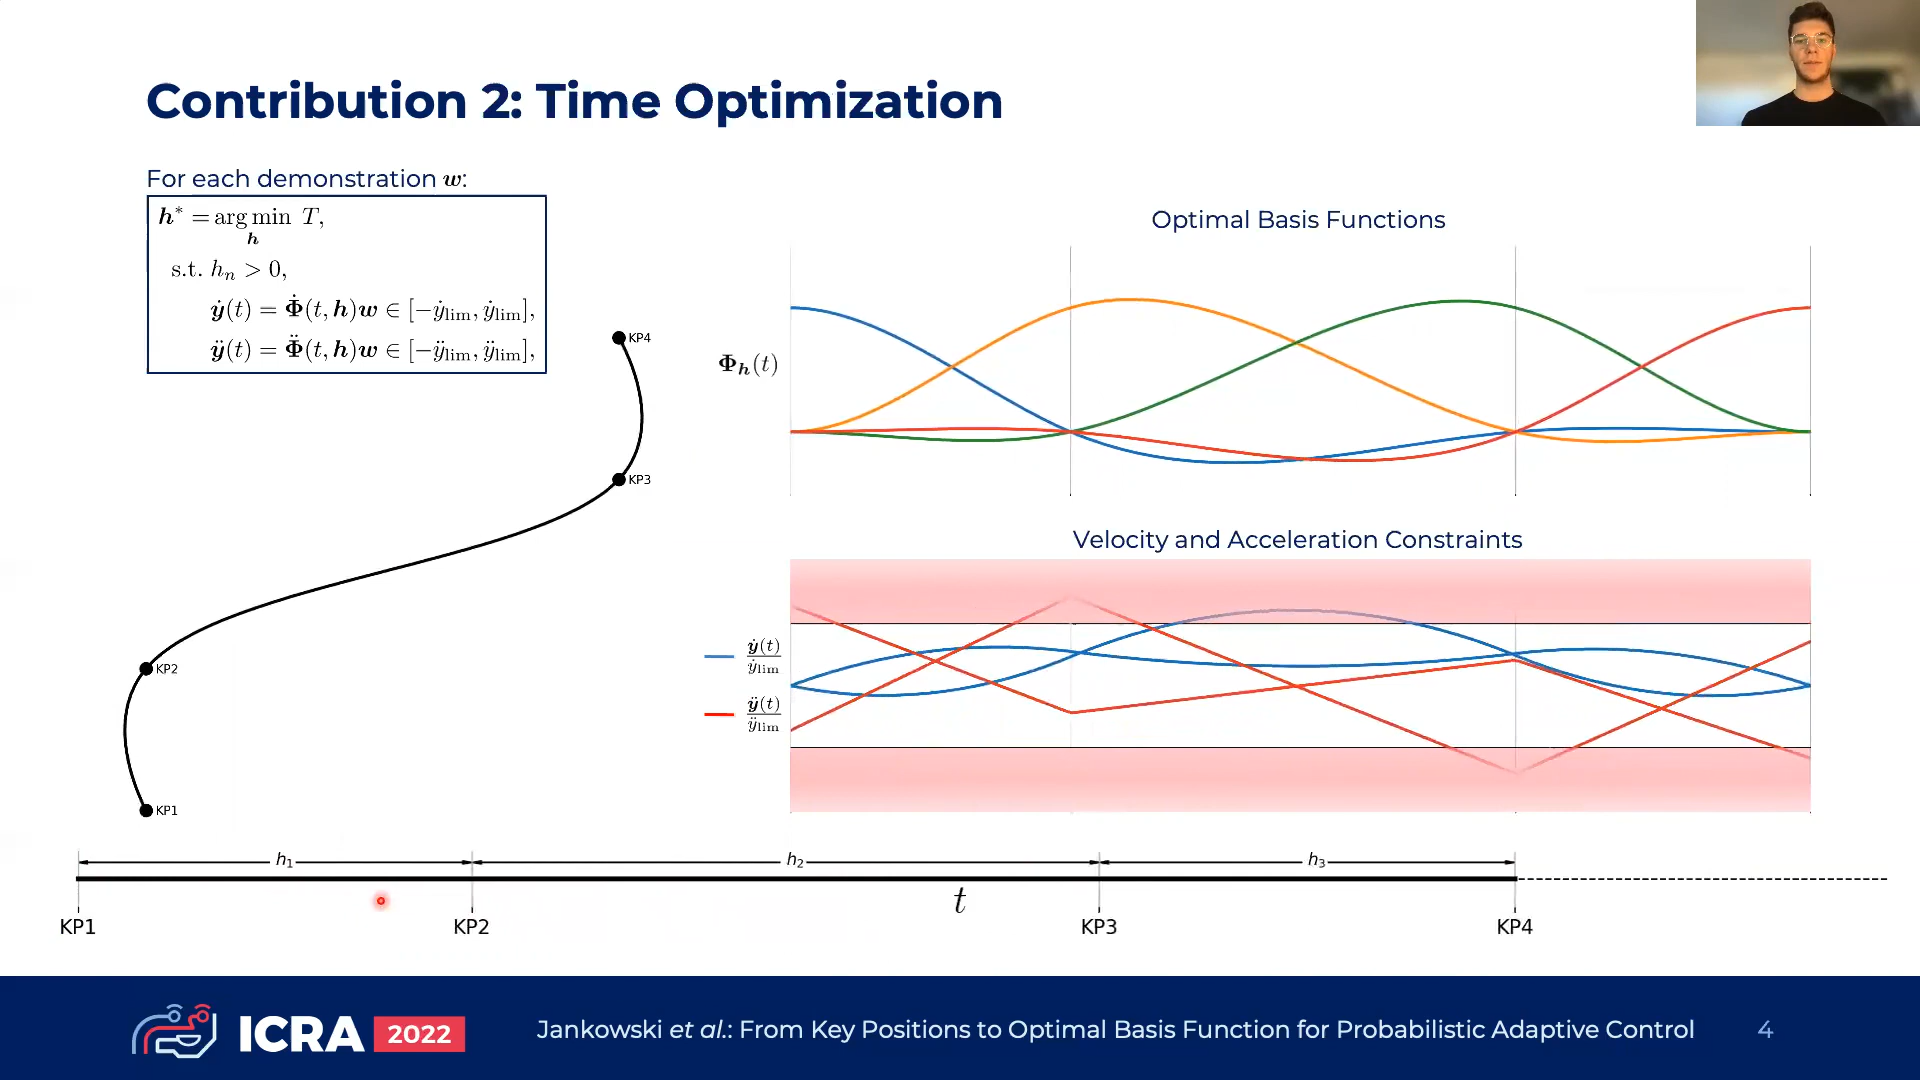 Contribution 2: Time Optimization
For each demonstration w:
h* = arg min T,
h
s.t. hₙ > 0,
ẏ(t) = Φ̇(t, h)w ∈ [−ẏlim, ẏlim],
ÿ(t) = Φ̈(t, h)w ∈ [−ÿlim, ÿlim],
KP4
KP3
KP2
KP1
Optimal Basis Functions
Φₕ(t)
Velocity and Acceleration Constraints
ẏ(t)
ẏlim
ÿ(t)
ÿlim
h₁ h₂ h₃
t
KP1 KP2 KP3 KP4
ICRA 2022
Jankowski et al.: From Key Positions to Optimal Basis Function for Probabilistic Adaptive Control
4